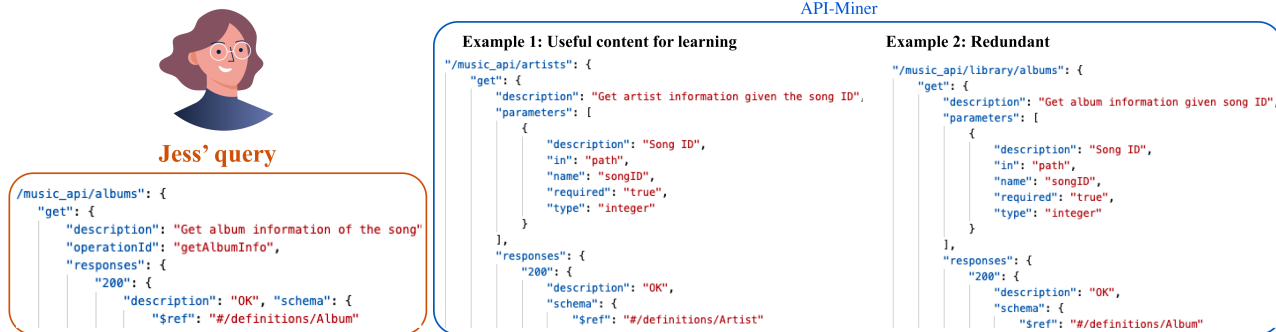 API-Miner
Jess' query
/music_api/albums": {
"get": {
"description": "Get album information of the song"
"operationId": "getAlbumInfo",
"responses": {
"200": {
"description": "OK", "schema": {
"$ref": "#/definitions/Album"
Example 1: Useful content for learning
"/music_api/artists": {
"get": {
"description": "Get artist information given the song ID",
"parameters": [
{
"description": "Song ID",
"in": "path",
"name": "songID",
"required": "true",
"type": "integer"
}
],
"responses": {
"200": {
"description": "OK",
"schema": {
"$ref": "#/definitions/Artist"
Example 2: Redundant
"/music_api/library/albums": {
"get": {
"description": "Get album information given song ID",
"parameters": [
{
"description": "Song ID",
"in": "path",
"name": "songID",
"required": "true",
"type": "integer"
}
],
"responses": {
"200": {
"description": "OK",
"schema": {
"$ref": "#/definitions/Album"